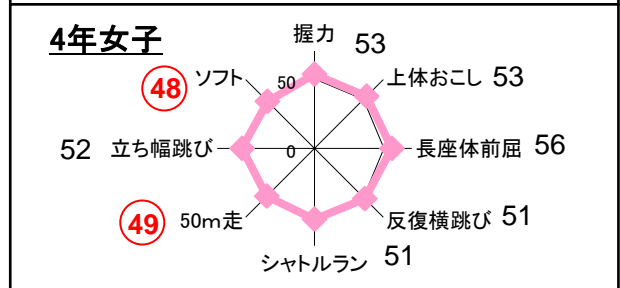 4年女子
握力 53
ソフト 48
50
上体おこし 53
立ち幅跳び 52
0
長座体前屈 56
50m走 49
反復横跳び 51
シャトルラン 51